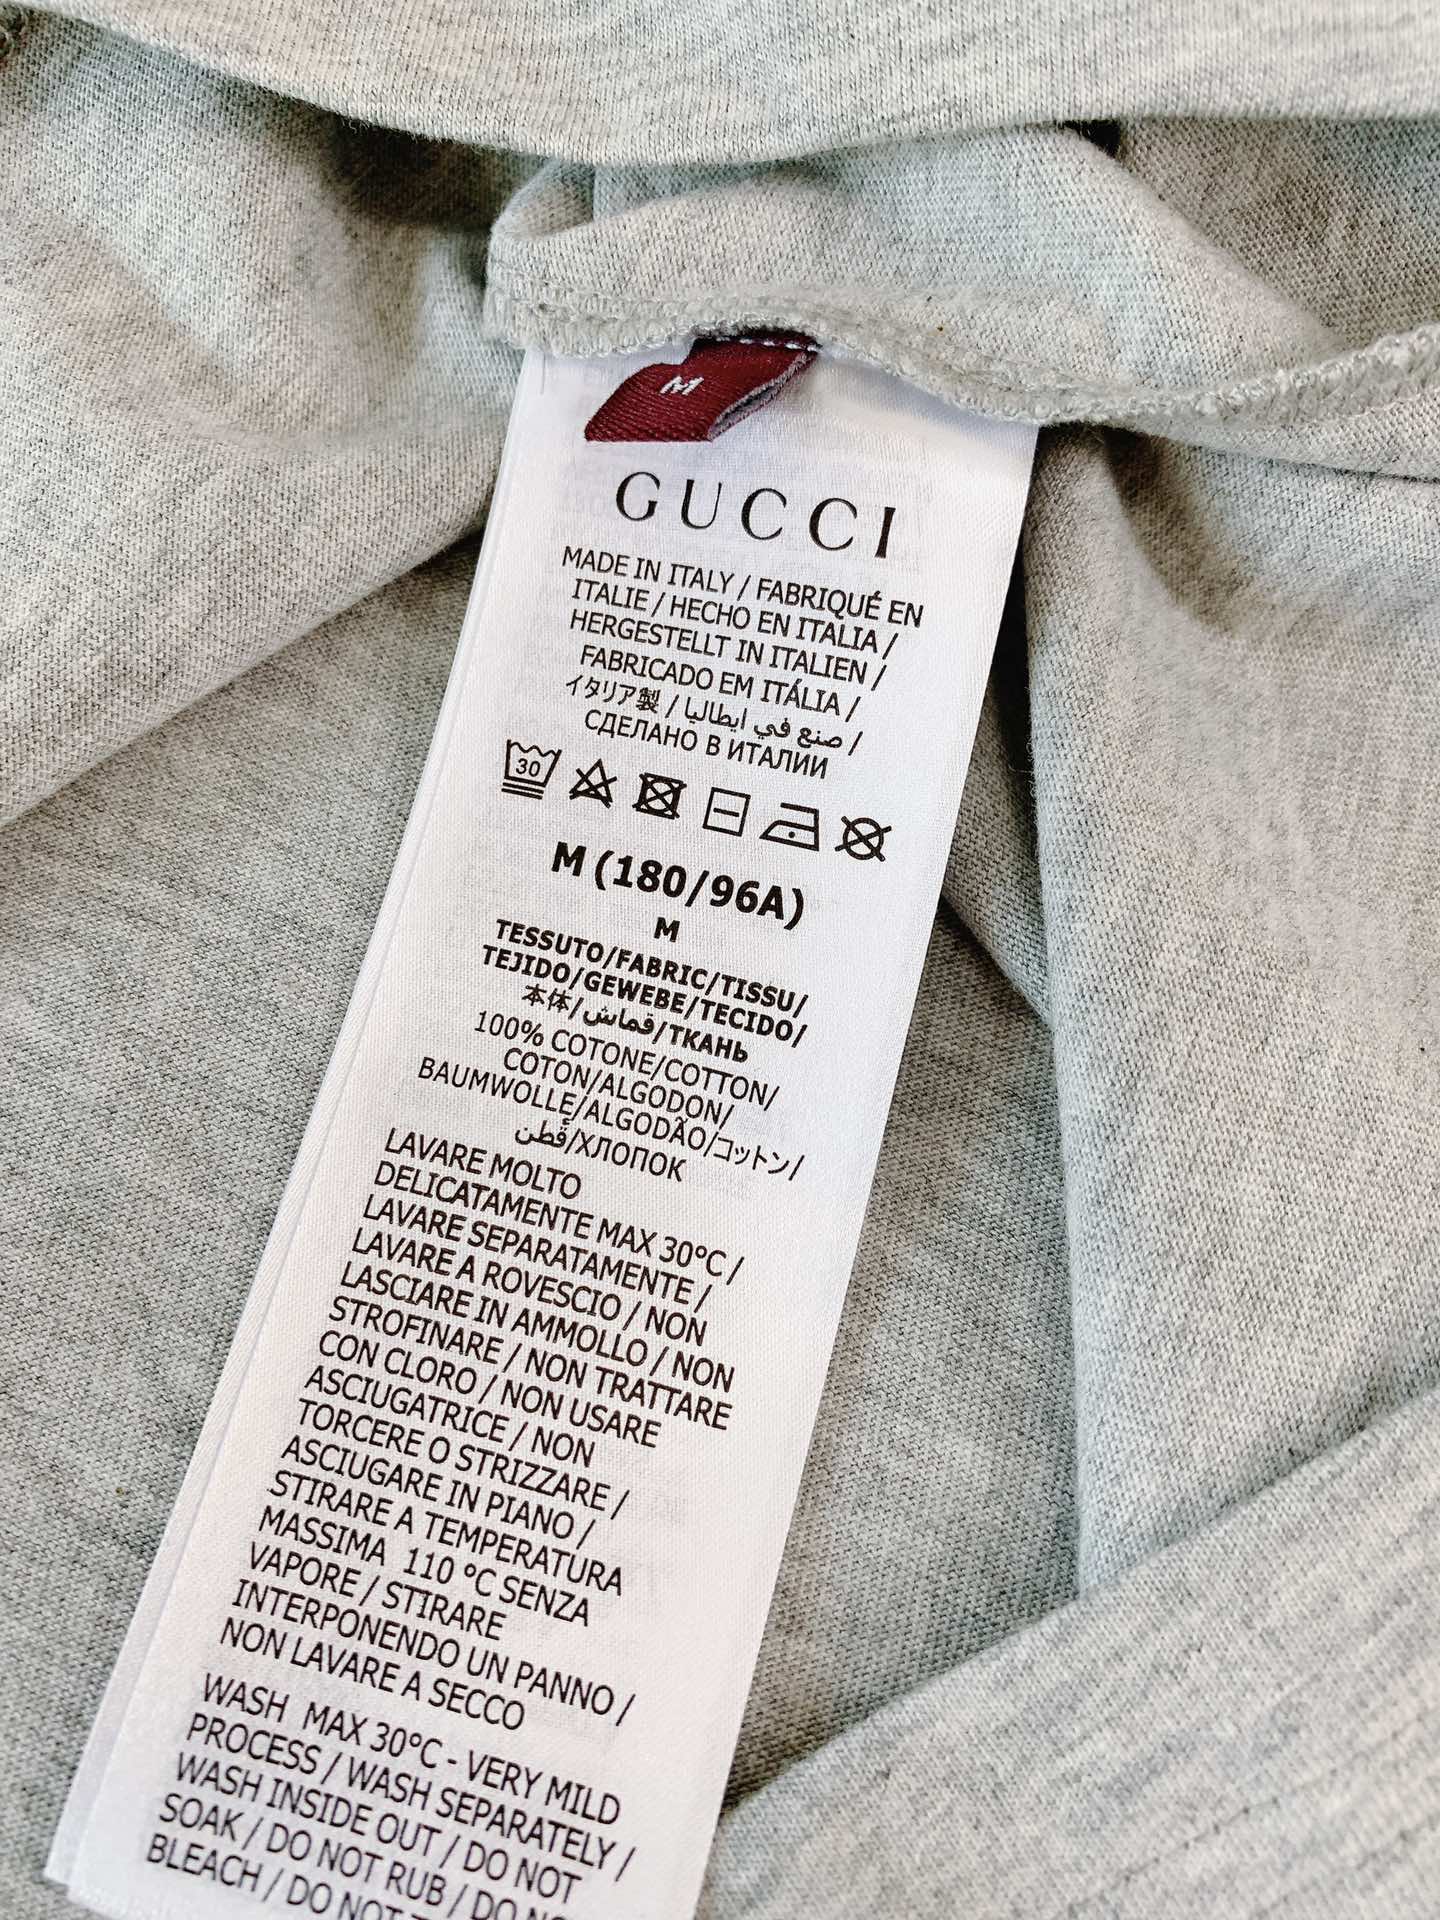 M
GUCCI
MADE IN ITALY / FABRIQUÉ EN
ITALIE / HECHO EN ITALIA /
HERGESTELLT IN ITALIEN /
FABRICADO EM ITÁLIA /
イタリア製 / صنع في ايطاليا /
СДЕЛАНО В ИТАЛИИ
30
M (180/96A)
M
TESSUTO/FABRIC/TISSU/
TEJIDO/GEWEBE/TECIDO/
本体/قماش/ТКАНЬ
100% COTONE/COTTON/
COTON/ALGODON/
BAUMWOLLE/ALGODÃO/コットン/
قطن/ХЛОПОК
LAVARE MOLTO
DELICATAMENTE MAX 30°C /
LAVARE SEPARATAMENTE /
LAVARE A ROVESCIO / NON
LASCIARE IN AMMOLLO / NON
STROFINARE / NON TRATTARE
CON CLORO / NON USARE
ASCIUGATRICE / NON
TORCERE O STRIZZARE /
ASCIUGARE IN PIANO /
STIRARE A TEMPERATURA
MASSIMA 110 °C SENZA
VAPORE / STIRARE
INTERPONENDO UN PANNO /
NON LAVARE A SECCO
WASH MAX 30°C - VERY MILD
PROCESS / WASH SEPARATELY /
WASH INSIDE OUT / DO NOT
SOAK / DO NOT RUB / DO NOT
BLEACH / DO NOT